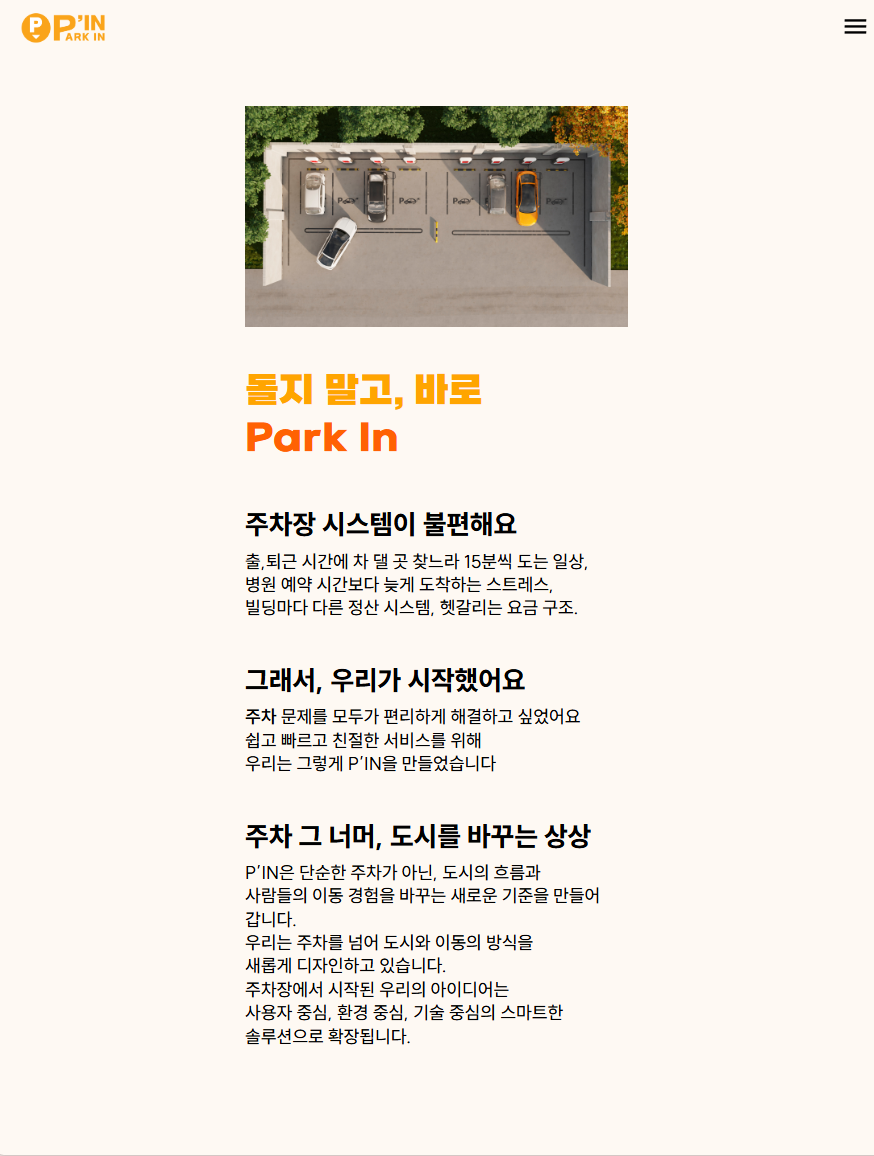 P P'IN
ARK IN
돌지 말고, 바로
Park In
주차장 시스템이 불편해요
출,퇴근 시간에 차 댈 곳 찾느라 15분씩 도는 일상,
병원 예약 시간보다 늦게 도착하는 스트레스,
빌딩마다 다른 정산 시스템, 헷갈리는 요금 구조.
그래서, 우리가 시작했어요
주차 문제를 모두가 편리하게 해결하고 싶었어요
쉽고 빠르고 친절한 서비스를 위해
우리는 그렇게 P’IN을 만들었습니다
주차 그 너머, 도시를 바꾸는 상상
P’IN은 단순한 주차가 아닌, 도시의 흐름과
사람들의 이동 경험을 바꾸는 새로운 기준을 만들어
갑니다.
우리는 주차를 넘어 도시와 이동의 방식을
새롭게 디자인하고 있습니다.
주차장에서 시작된 우리의 아이디어는
사용자 중심, 환경 중심, 기술 중심의 스마트한
솔루션으로 확장됩니다.